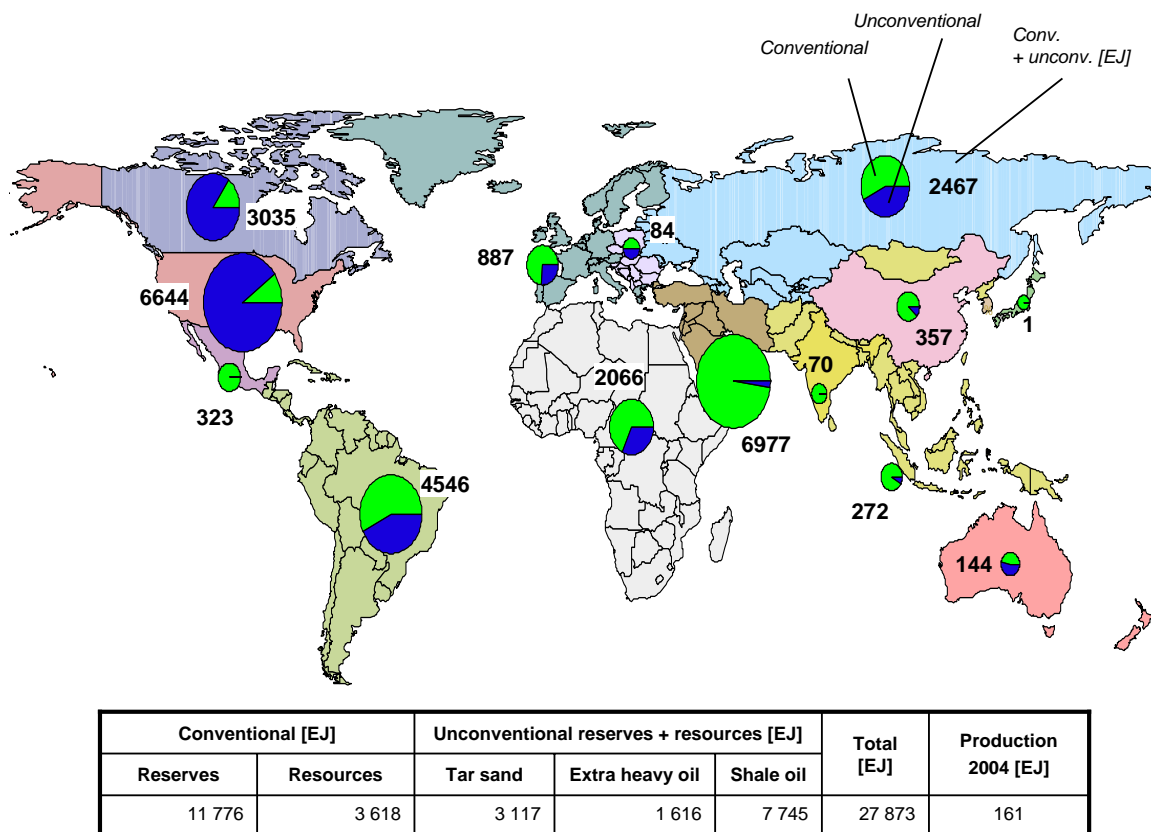 Unconventional
Conventional
Conv.
+ unconv. [EJ]
2467
3035
84
887
6644
1
357
70
2066
323
6977
4546
272
144
Conventional [EJ] Unconventional reserves + resources [EJ] Total [EJ] Production 2004 [EJ]
Reserves Resources Tar sand Extra heavy oil Shale oil
11 776 3 618 3 117 1 616 7 745 27 873 161